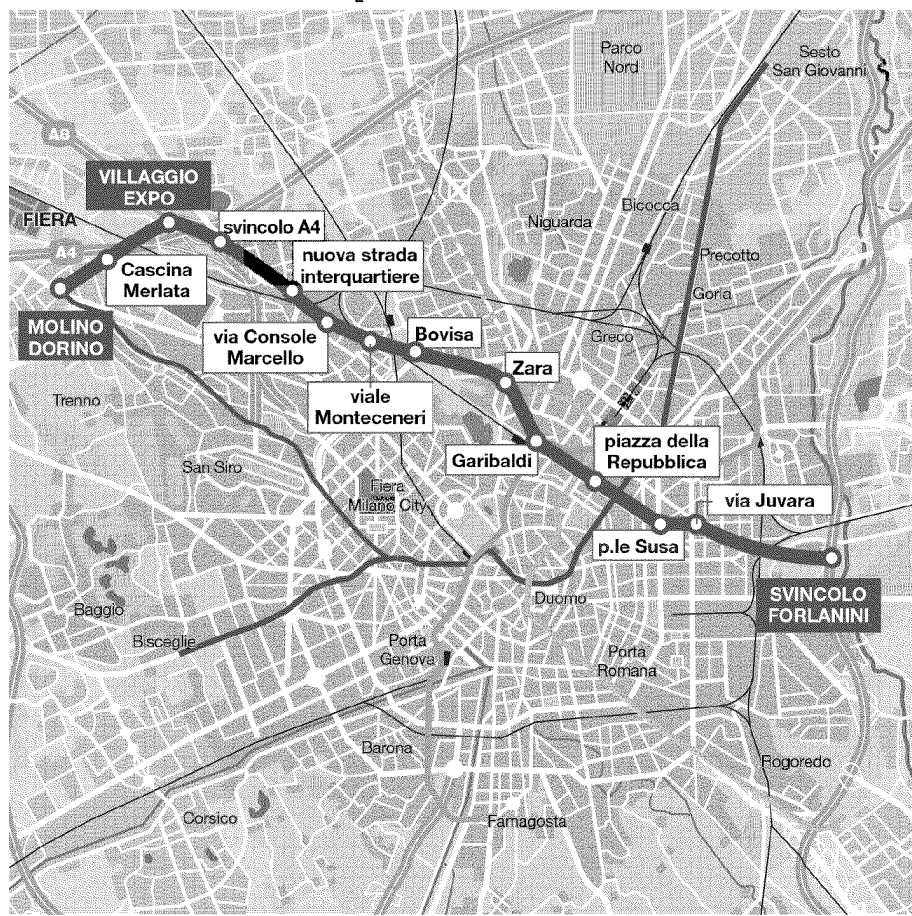 Parco
Nord
Sesto
San Giovanni
A8
VILLAGGIO
EXPO
FIERA
svincolo A4
Niguarda
Bicocca
A4
Cascina
Merlata
nuova strada
interquartiere
Precotto
Goria
MOLINO
DORINO
via Console
Marcello
Bovisa
Greco
Zara
viale
Monteceneri
Trenno
San Siro
Garibaldi
piazza della
Repubblica
Fiera
Milano City
via Juvara
p.le Susa
Duomo
SVINCOLO
FORLANINI
Baggio
Bisceglie
Porta
Genova
Porta
Romana
Barona
Rogoredo
Corsico
Famagosta